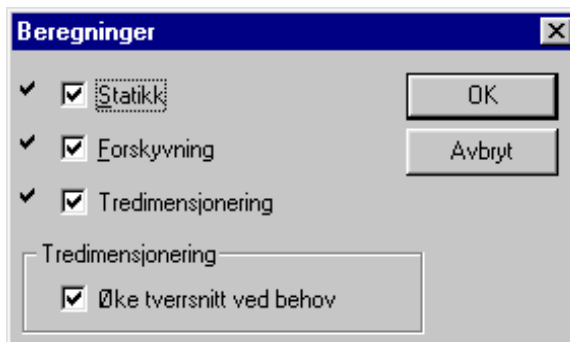 Beregninger
Statikk
OK
Forskyvning
Avbryt
Tredimensjonering
Tredimensjonering
Øke tverrsnitt ved behov